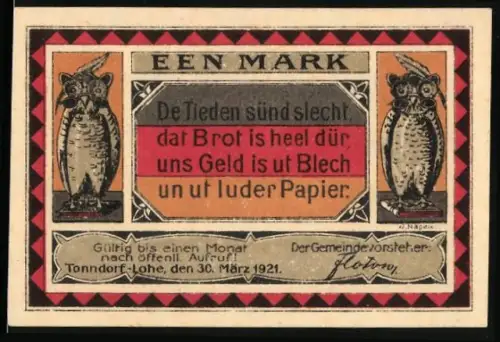 EEN MARK
De Tieden sünd slecht,
dat Brot is heel dür,
uns Geld is ut Blech
un ut luder Papier.
Gültig bis einen Monat
nach öffentl. Aufruf!
Tonndorf-Lohe, den 30. März 1921.
Der Gemeindevorsteher: